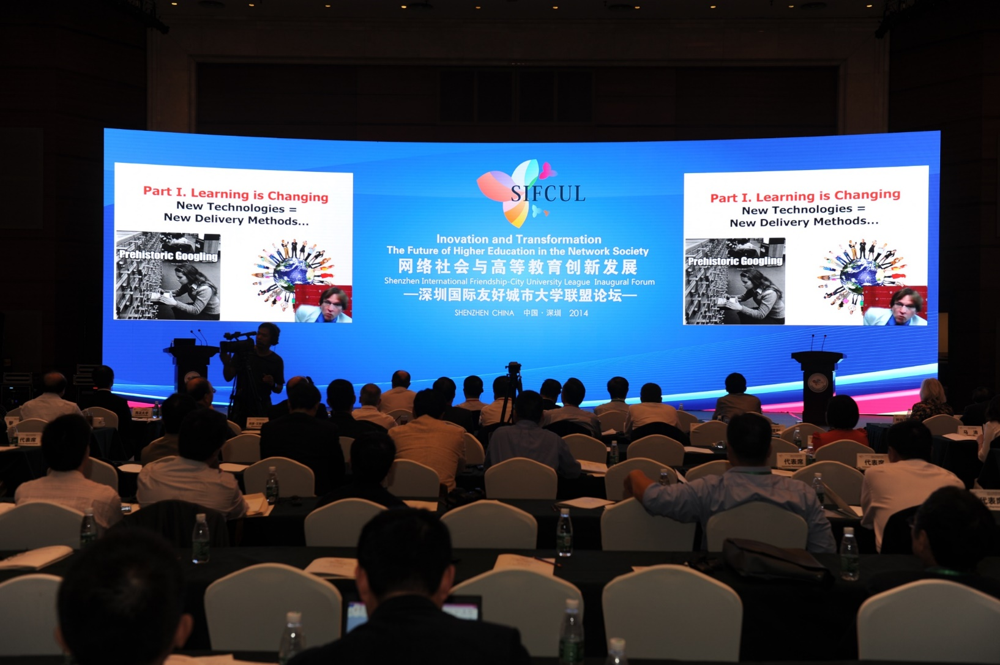 Part I. Learning is Changing
New Technologies =
New Delivery Methods...
Prehistoric Googling
SIFCUL
Inovation and Transformation
The Future of Higher Education in the Network Society
网络社会与高等教育创新发展
Shenzhen International Friendship-City University League Inaugural Forum
—深圳国际友好城市大学联盟论坛—
SHENZHEN CHINA 中国·深圳 2014
Part I. Learning is Changing
New Technologies =
New Delivery Methods...
Prehistoric Googling
代表席
代表席
代表席
代表席